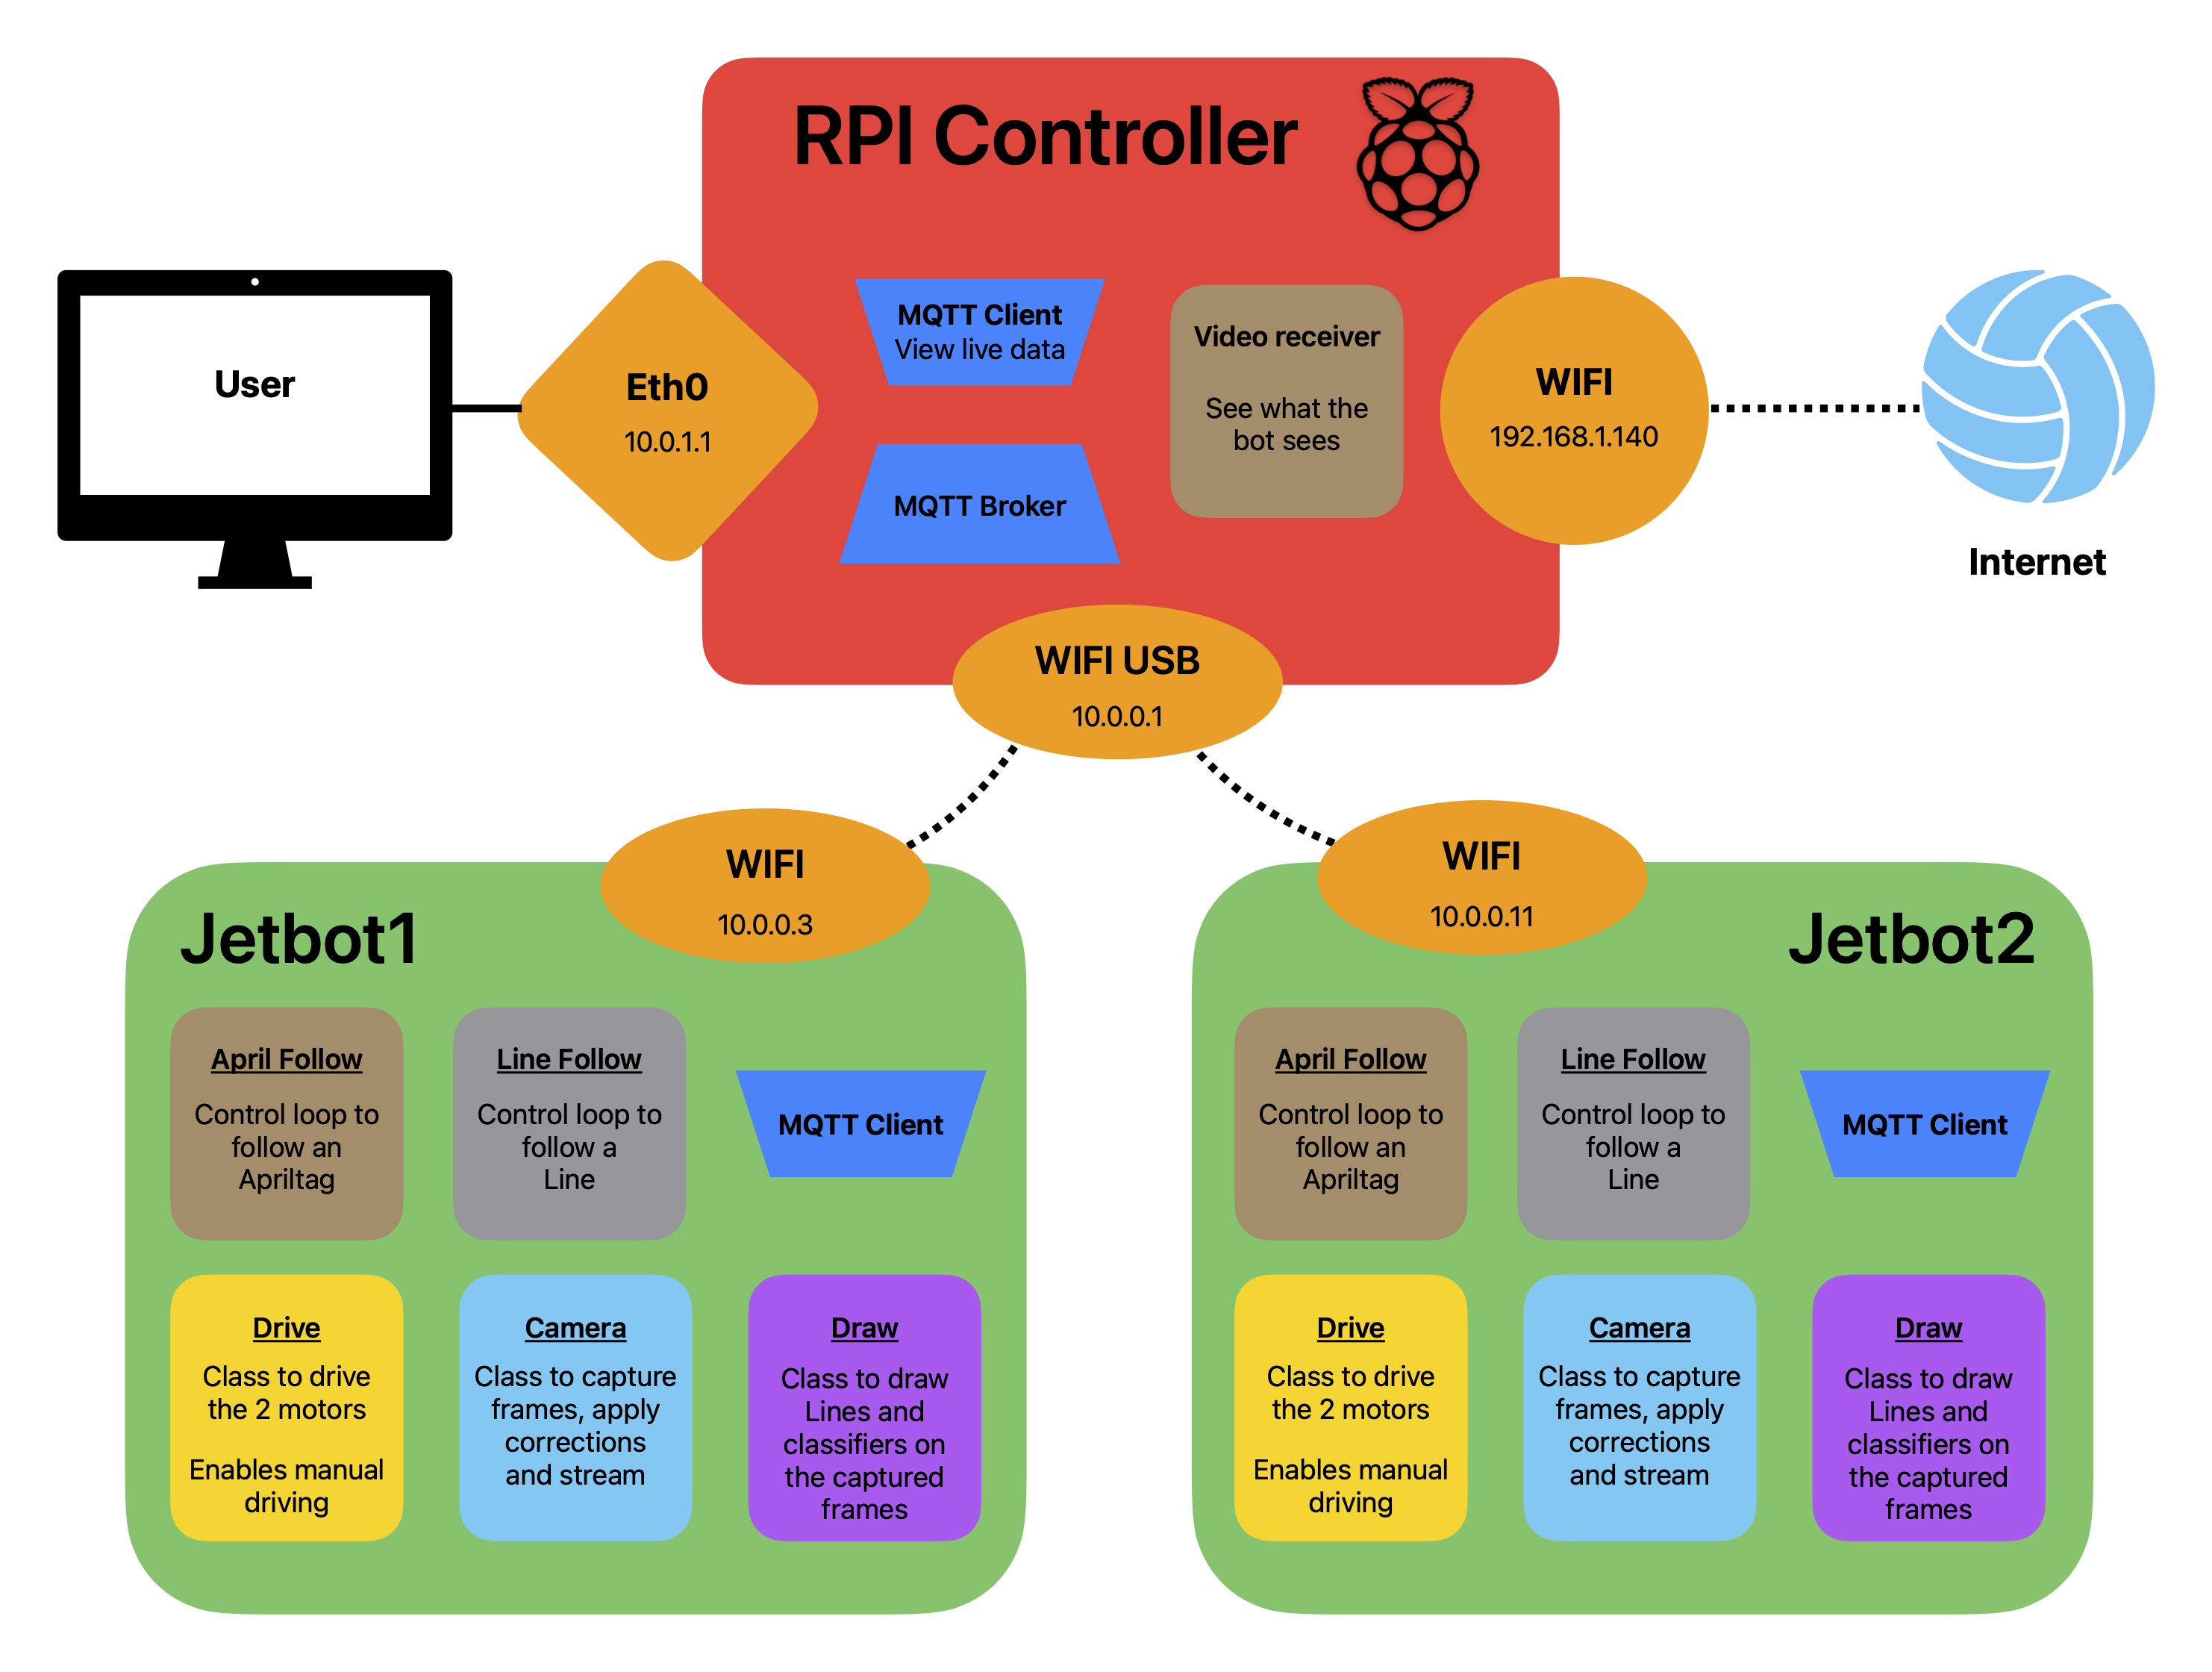 RPI Controller
User
Eth0
10.0.1.1
MQTT Client
View live data
MQTT Broker
Video receiver
See what the
bot sees
WIFI
192.168.1.140
Internet
WIFI USB
10.0.0.1
WIFI
10.0.0.3
Jetbot1
April Follow
Control loop to
follow an
Apriltag
Line Follow
Control loop to
follow a
Line
MQTT Client
Drive
Class to drive
the 2 motors
Enables manual
driving
Camera
Class to capture
frames, apply
corrections
and stream
Draw
Class to draw
Lines and
classifiers on
the captured
frames
WIFI
10.0.0.11
Jetbot2
April Follow
Control loop to
follow an
Apriltag
Line Follow
Control loop to
follow a
Line
MQTT Client
Drive
Class to drive
the 2 motors
Enables manual
driving
Camera
Class to capture
frames, apply
corrections
and stream
Draw
Class to draw
Lines and
classifiers on
the captured
frames